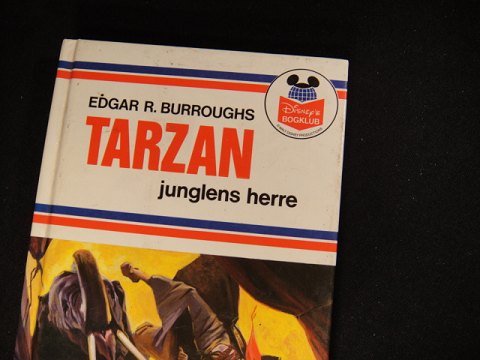 EDGAR R. BURROUGHS
TARZAN
junglens herre
DISNEY'S
BOGKLUB